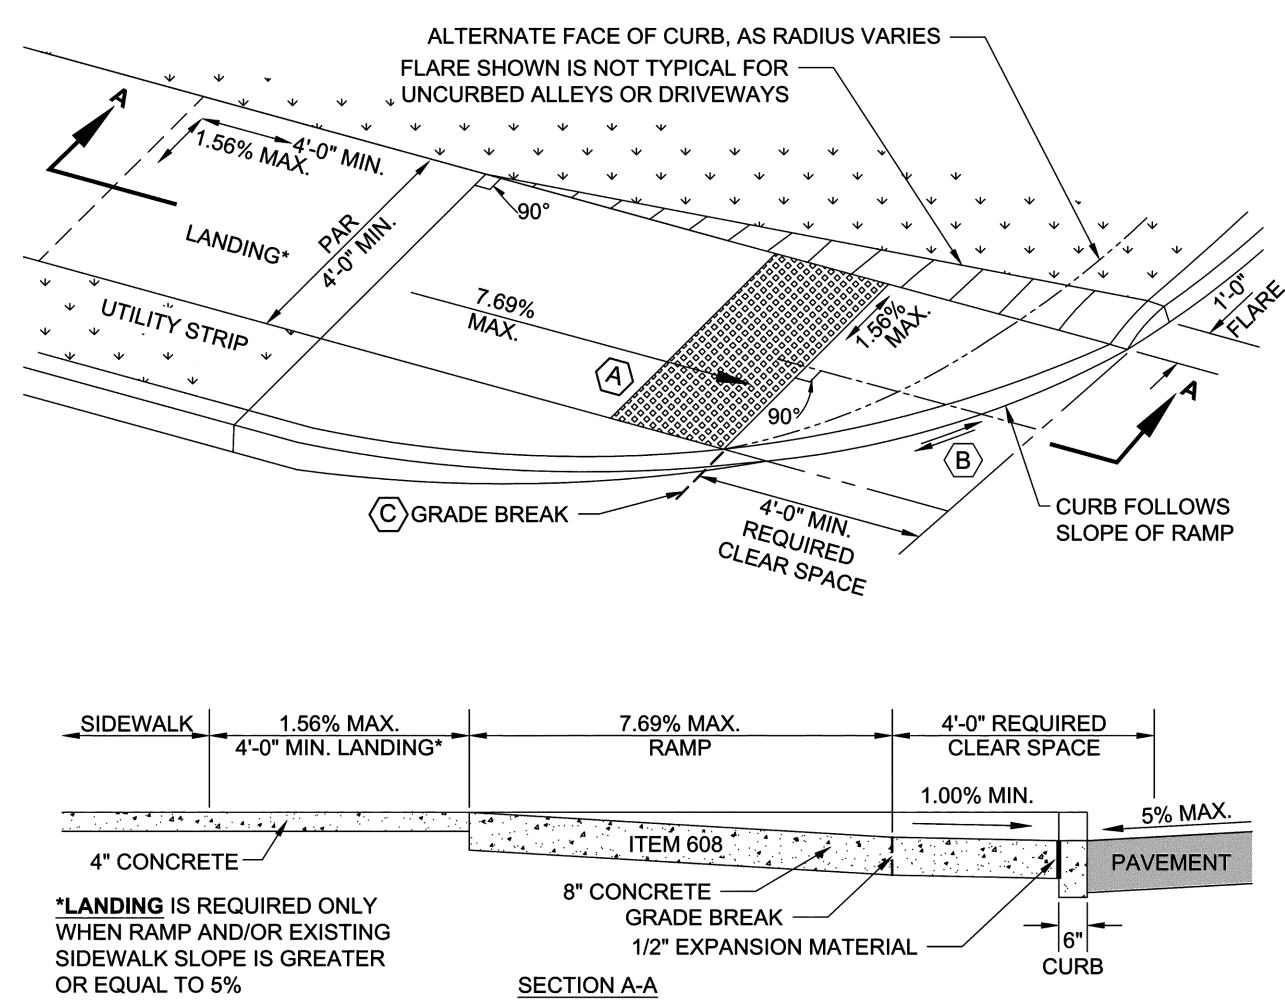 ALTERNATE FACE OF CURB, AS RADIUS VARIES
FLARE SHOWN IS NOT TYPICAL FOR
UNCURBED ALLEYS OR DRIVEWAYS
A
1.56% MAX.
4'-0" MIN.
90°
PAR
4'-0" MIN.
LANDING*
UTILITY STRIP
7.69%
MAX.
1.56%
MAX.
1'-0"
FLARE
A
90°
A
B
C
GRADE BREAK
4'-0" MIN.
REQUIRED
CLEAR SPACE
CURB FOLLOWS
SLOPE OF RAMP
SIDEWALK
1.56% MAX.
4'-0" MIN. LANDING*
7.69% MAX.
RAMP
4'-0" REQUIRED
CLEAR SPACE
1.00% MIN.
5% MAX.
ITEM 608
PAVEMENT
4" CONCRETE
8" CONCRETE
GRADE BREAK
1/2" EXPANSION MATERIAL
6"
CURB
*LANDING IS REQUIRED ONLY
WHEN RAMP AND/OR EXISTING
SIDEWALK SLOPE IS GREATER
OR EQUAL TO 5%
SECTION A-A